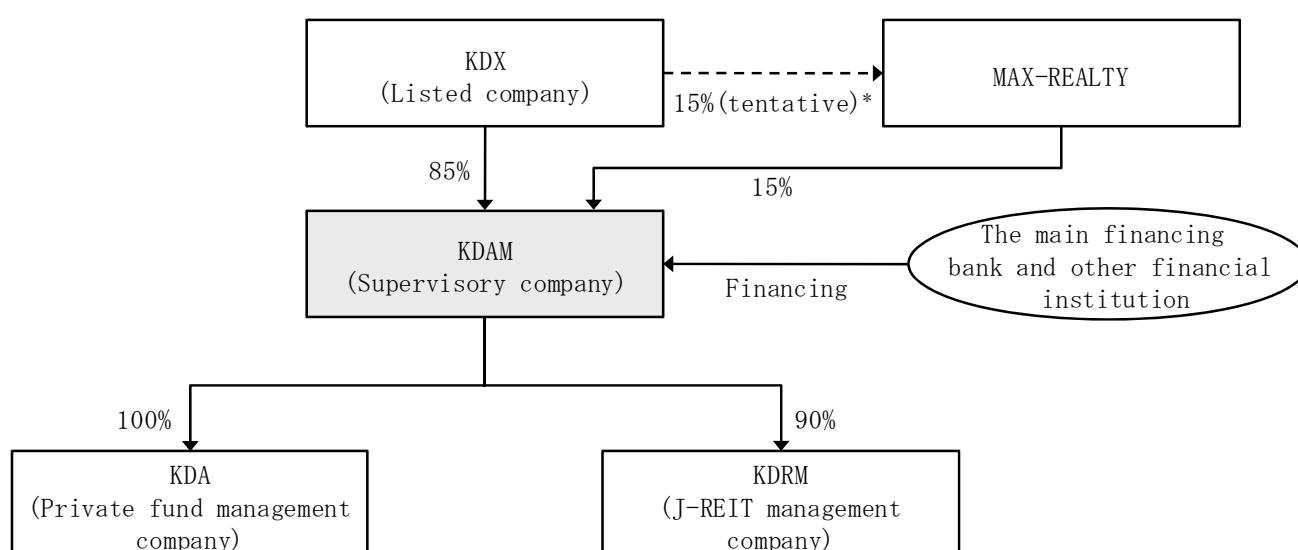 KDX
(Listed company)
15%(tentative)*
MAX-REALTY
85%
15%
KDAM
(Supervisory company)
Financing
The main financing
bank and other financial
institution
100%
90%
KDA
(Private fund management
company)
KDRM
(J-REIT management
company)